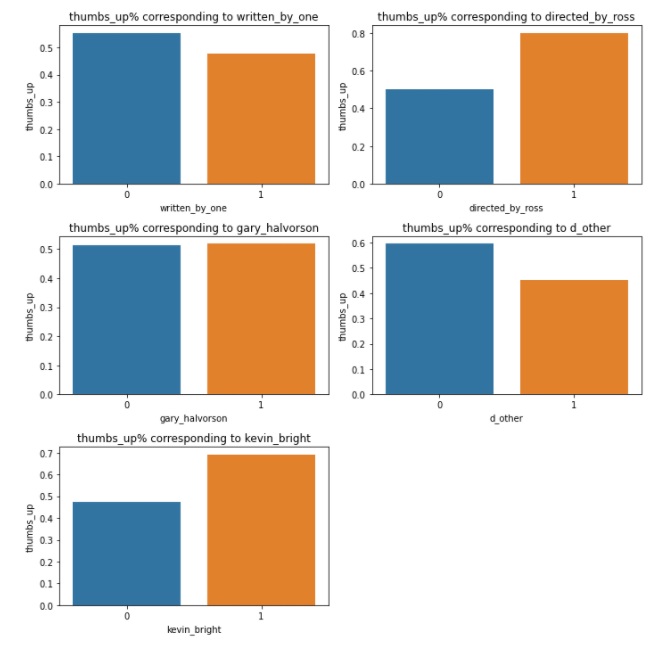 thumbs_up% corresponding to written_by_one
thumbs_up
0.5
0.4
0.3
0.2
0.1
0.0
0 1
written_by_one
thumbs_up% corresponding to directed_by_ross
thumbs_up
0.8
0.6
0.4
0.2
0.0
0 1
directed_by_ross
thumbs_up% corresponding to gary_halvorson
thumbs_up
0.5
0.4
0.3
0.2
0.1
0.0
0 1
gary_halvorson
thumbs_up% corresponding to d_other
thumbs_up
0.6
0.5
0.4
0.3
0.2
0.1
0.0
0 1
d_other
thumbs_up% corresponding to kevin_bright
thumbs_up
0.7
0.6
0.5
0.4
0.3
0.2
0.1
0.0
0 1
kevin_bright